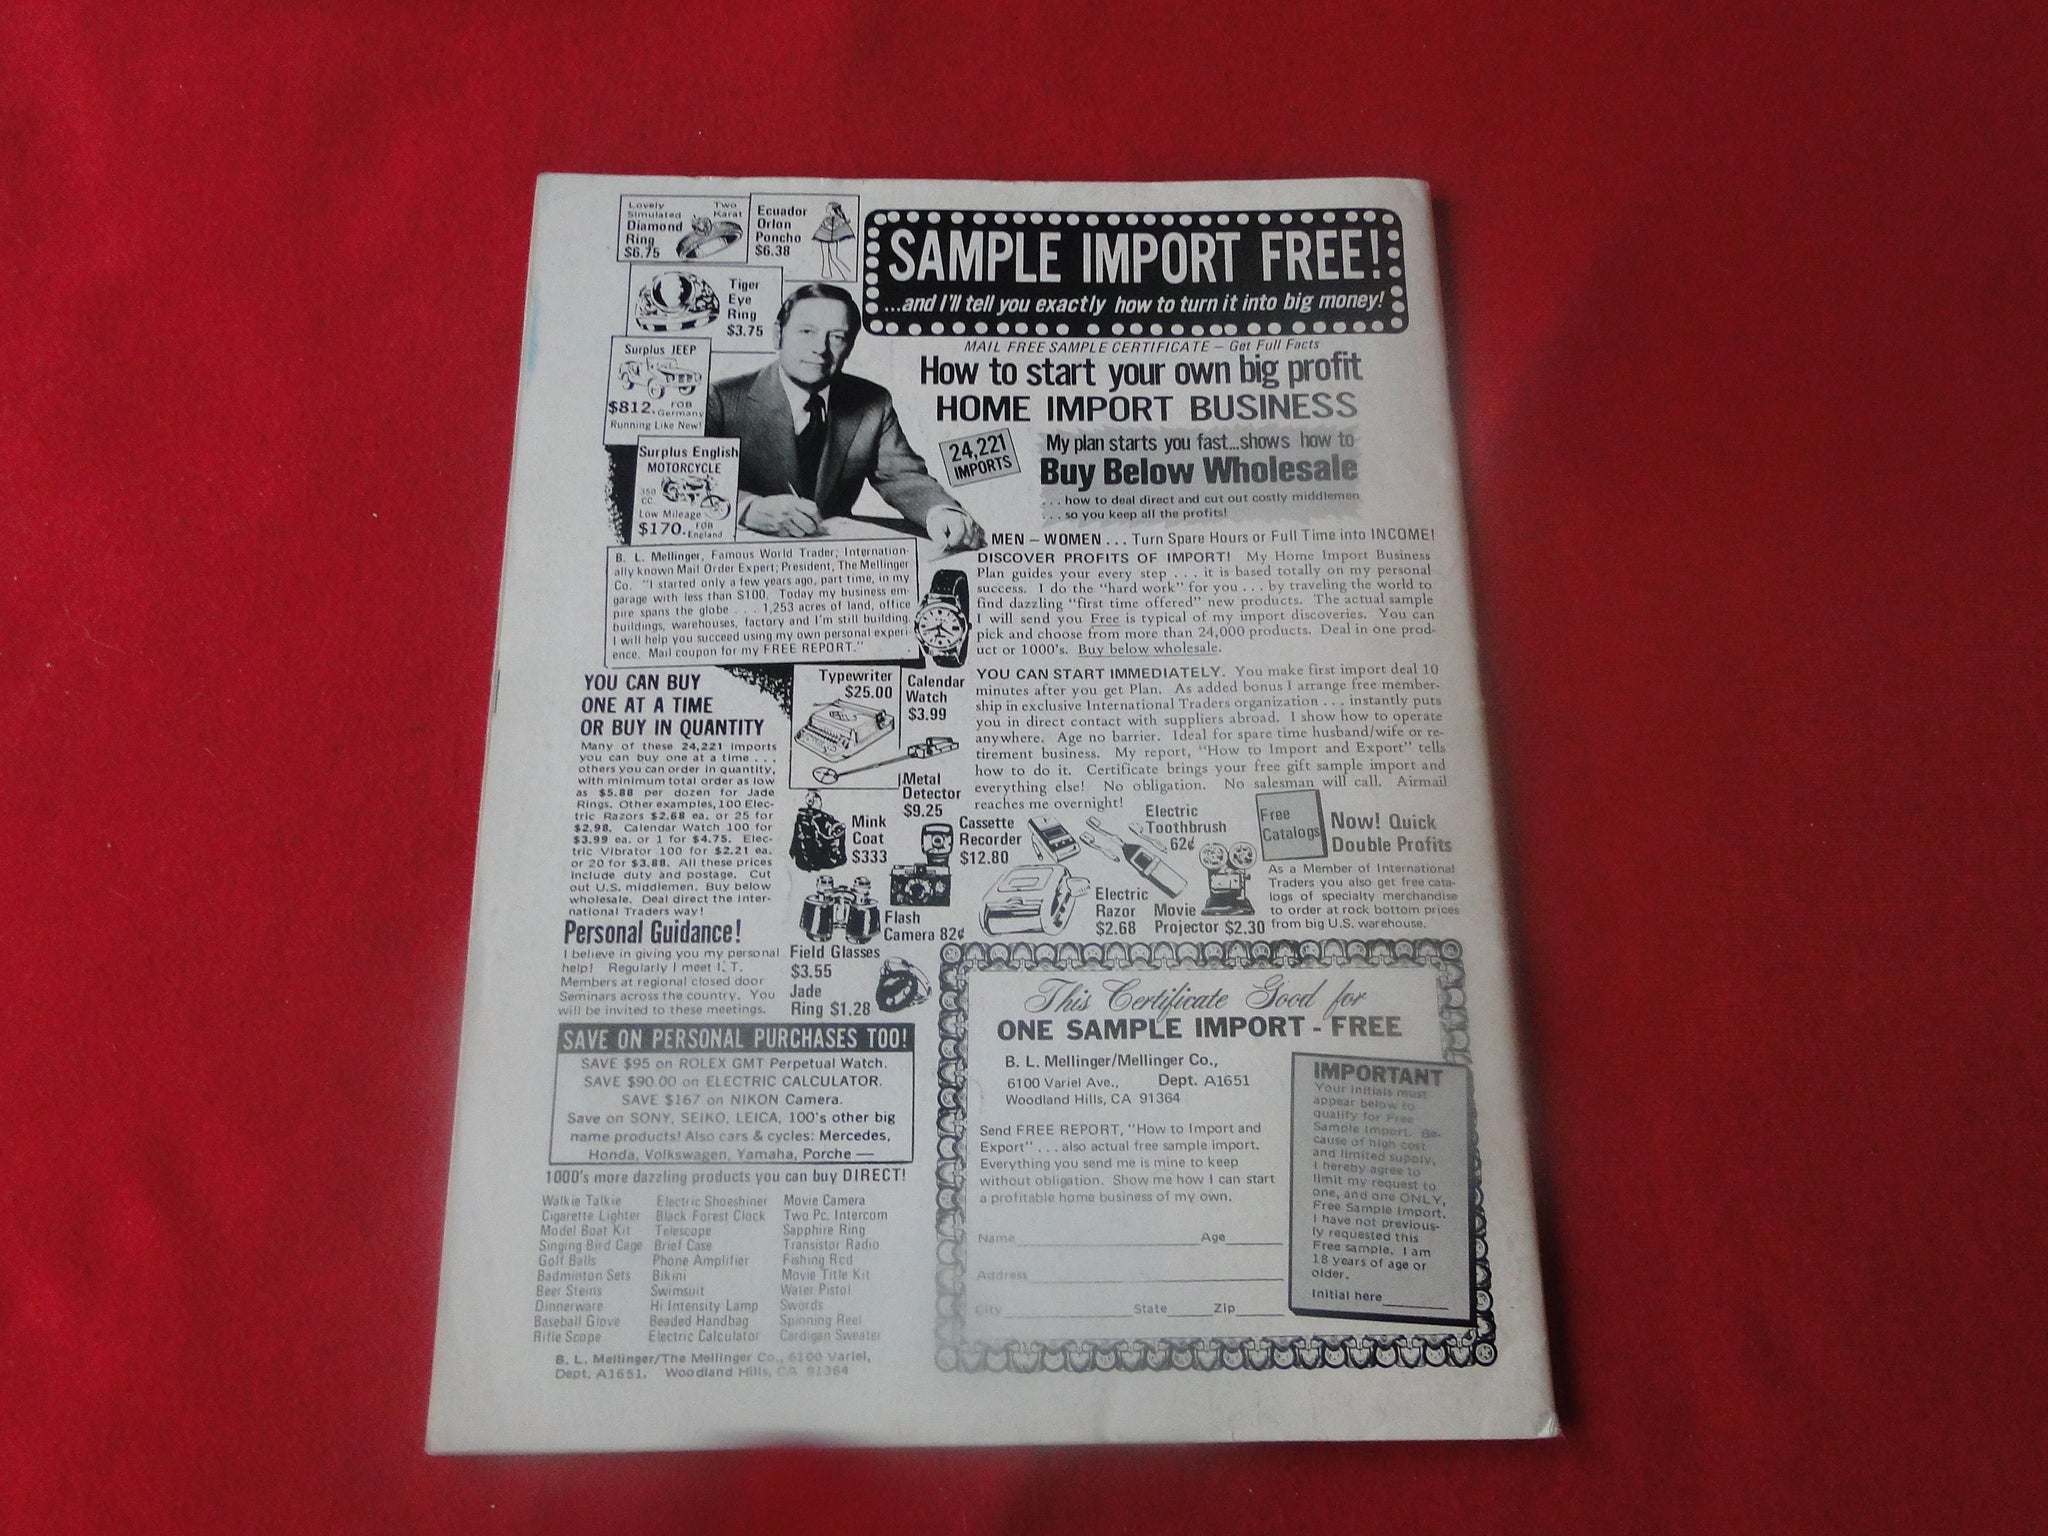 Lovely Two
Simulated Karat
Diamond
Ring
$6.75
Ecuador
Orlon
Poncho
$6.38
SAMPLE IMPORT FREE!
...and I'll tell you exactly how to turn it into big money!
Tiger
Eye
Ring
$3.75
MAIL FREE SAMPLE CERTIFICATE – Get Full Facts
How to start your own big profit
HOME IMPORT BUSINESS
Surplus JEEP
$812. FOB
Germany
Running Like New!
24,221
IMPORTS
My plan starts you fast...shows how to
Buy Below Wholesale
...how to deal direct and cut out costly middlemen
...so you keep all the profits!
Surplus English
MOTORCYCLE
350
CC.
Low Mileage
$170. FOB
England
MEN – WOMEN ... Turn Spare Hours or Full Time into INCOME!
DISCOVER PROFITS OF IMPORT! My Home Import Business
Plan guides your every step ... it is based totally on my personal
success. I do the "hard work" for you ... by traveling the world to
find dazzling "first time offered" new products. The actual sample
I will send you Free is typical of my import discoveries. You can
pick and choose from more than 24,000 products. Deal in one prod-
uct or 1000's. Buy below wholesale.
B. L. Mellinger, Famous World Trader; Internation-
ally known Mail Order Expert; President, The Mellinger
Co. "I started only a few years ago, part time, in my
garage with less than $100. Today my business em-
pire spans the globe ... 1,253 acres of land, office
buildings, warehouses, factory and I'm still building.
I will help you succeed using my own personal experi-
ence. Mail coupon for my FREE REPORT."
YOU CAN START IMMEDIATELY. You make first import deal 10
minutes after you get Plan. As added bonus I arrange free member-
ship in exclusive International Traders organization ... instantly puts
you in direct contact with suppliers abroad. I show how to operate
anywhere. Age no barrier. Ideal for spare time husband/wife or re-
tirement business. My report, "How to Import and Export" tells
how to do it. Certificate brings your free gift sample import and
everything else! No obligation. No salesman will call. Airmail
reaches me overnight!
YOU CAN BUY
ONE AT A TIME
OR BUY IN QUANTITY
Many of these 24,221 imports
you can buy one at a time ...
others you can order in quantity,
with minimum total order as low
as $5.88 per dozen for Jade
Rings. Other examples, 100 Elec-
tric Razors $2.68 ea. or 25 for
$2.98. Calendar Watch 100 for
$3.99 ea. or 1 for $4.75. Elec-
tric Vibrator 100 for $2.21 ea.
or 20 for $3.88. All these prices
include duty and postage. Cut
out U.S. middlemen. Buy below
wholesale. Deal direct the Inter-
national Traders way!
Typewriter
$25.00
Calendar
Watch
$3.99
Metal
Detector
$9.25
Mink
Coat
$333
Cassette
Recorder
$12.80
Electric
Toothbrush
62¢
Free
Catalogs
Now! Quick
Double Profits
As a Member of International
Traders you also get free cata-
logs of specialty merchandise
to order at rock bottom prices
from big U.S. warehouse.
Flash
Camera 82¢
Electric
Razor
$2.68
Movie
Projector $2.30
Field Glasses
$3.55
Jade
Ring $1.28
Personal Guidance!
I believe in giving you my personal
help! Regularly I meet I. T.
Members at regional closed door
Seminars across the country. You
will be invited to these meetings.
SAVE ON PERSONAL PURCHASES TOO!
SAVE $95 on ROLEX GMT Perpetual Watch.
SAVE $90.00 on ELECTRIC CALCULATOR.
SAVE $167 on NIKON Camera.
Save on SONY, SEIKO, LEICA, 100's other big
name products! Also cars & cycles: Mercedes,
Honda, Volkswagen, Yamaha, Porche —
1000's more dazzling products you can buy DIRECT!
Walkie Talkie Electric Shoeshiner Movie Camera
Cigarette Lighter Black Forest Clock Two Pc. Intercom
Model Boat Kit Telescope Sapphire Ring
Singing Bird Cage Brief Case Transistor Radio
Golf Balls Phone Amplifier Fishing Rod
Badminton Sets Bikini Movie Title Kit
Beer Steins Swimsuit Water Pistol
Dinnerware Hi Intensity Lamp Swords
Baseball Glove Beaded Handbag Spinning Reel
Rifle Scope Electric Calculator Cardigan Sweater
B. L. Mellinger/The Mellinger Co., 6100 Variel,
Dept. A1651, Woodland Hills, CA 91364
This Certificate Good for
ONE SAMPLE IMPORT - FREE
B. L. Mellinger/Mellinger Co.,
6100 Variel Ave., Dept. A1651
Woodland Hills, CA 91364
Send FREE REPORT, "How to Import and
Export" ... also actual free sample import.
Everything you send me is mine to keep
without obligation. Show me how I can start
a profitable home business of my own.
Name Age
Address
City State Zip
IMPORTANT
Your initials must
appear below to
qualify for Free
Sample Import. Be-
cause of high cost
and limited supply,
I hereby agree to
limit my request to
one, and one ONLY,
Free Sample Import.
I have not previous-
ly requested this
Free sample. I am
18 years of age or
older.
Initial here